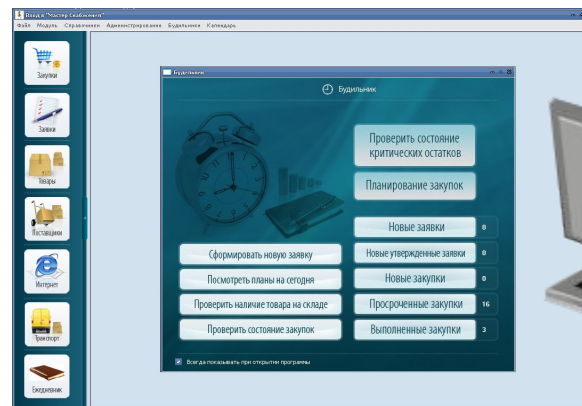 Вход в "Мастер Снабжения"
Файл Модуль Справочники Администрирование Будильники Календарь
Закупки
Заявки
Товары
Поставщики
Интернет
Транспорт
Ежедневник
Будильник
Будильник
Проверить состояние
критических остатков
Планирование закупок
Новые заявки 0
Сформировать новую заявку
Новые утвержденные заявки 0
Посмотреть планы на сегодня
Новые закупки 0
Проверить наличие товара на складе
Просроченные закупки 16
Проверить состояние закупок
Выполненные закупки 3
Всегда показывать при открытии программы